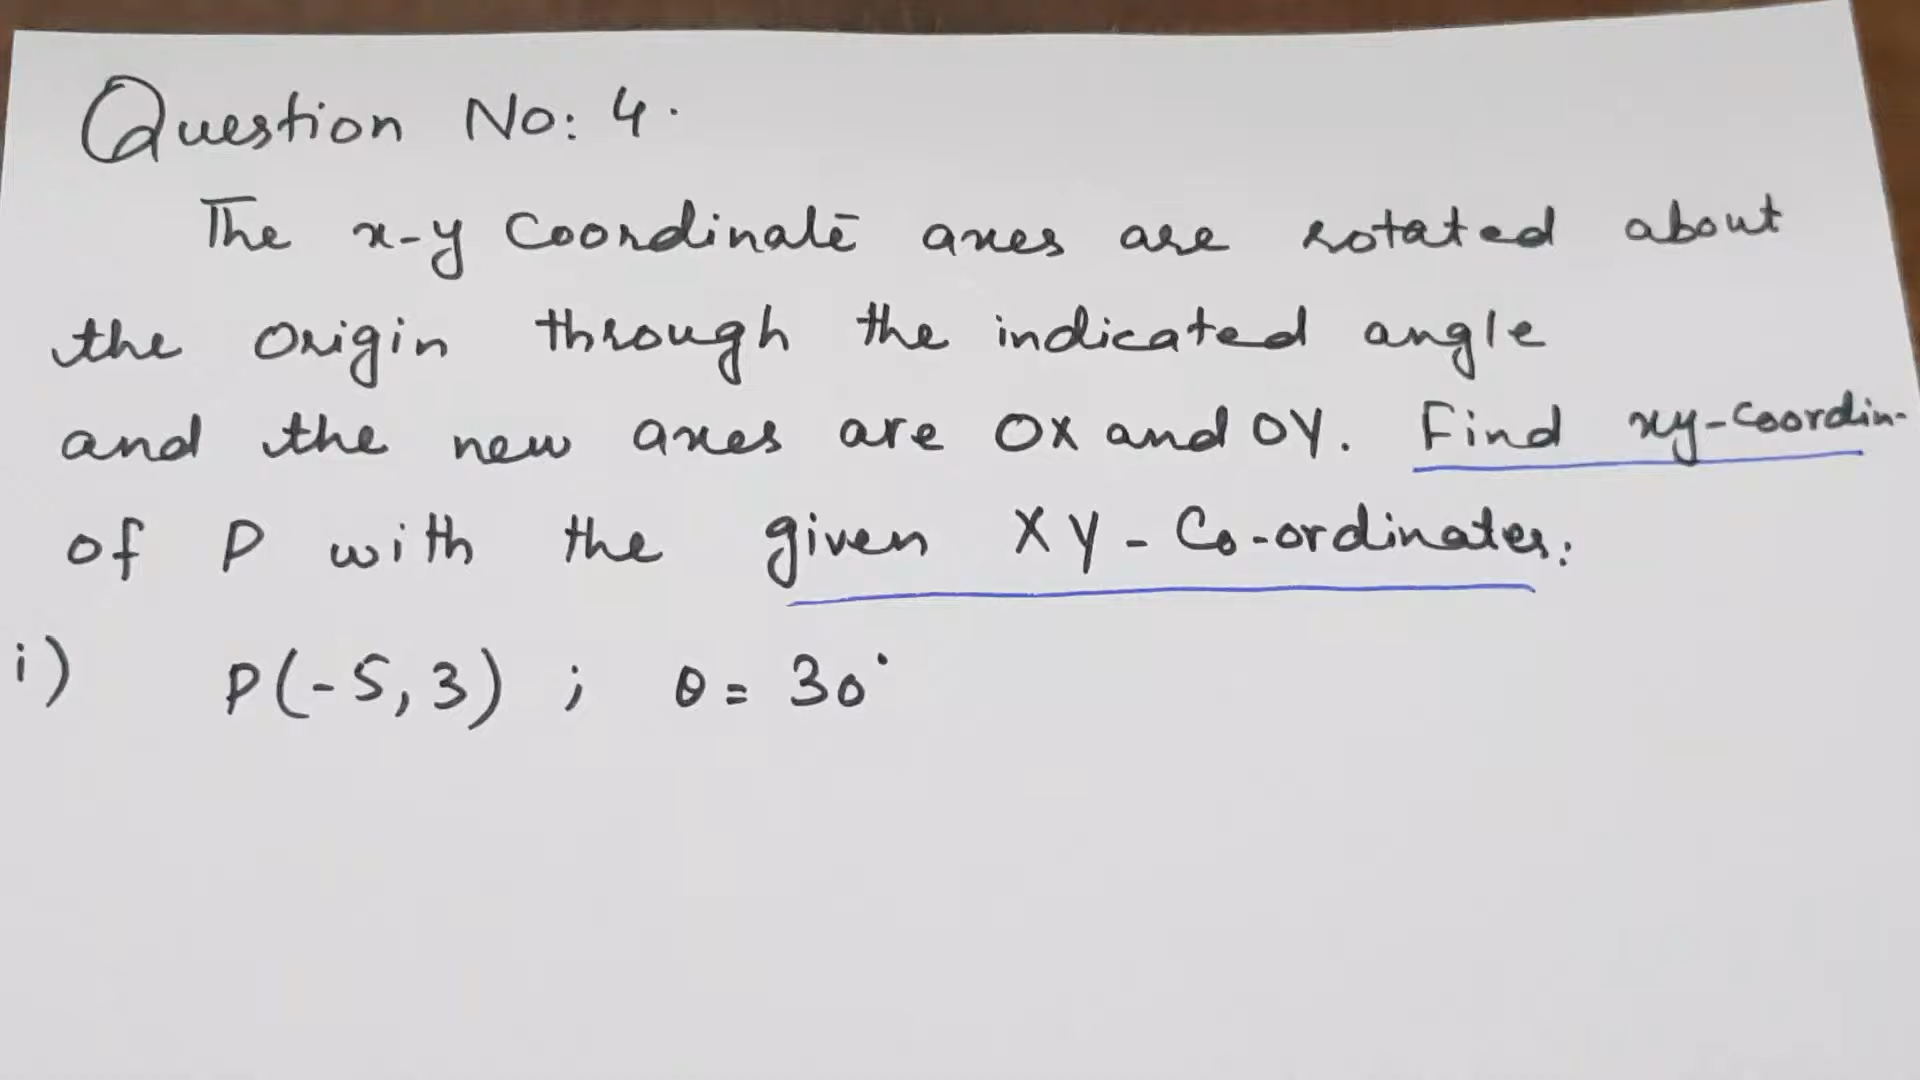 Question No: 4.
The x-y Coordinate axes are rotated about
the origin through the indicated angle
and the new axes are OX and OY. Find xy-coordin-
of P with the given XY-Co-ordinates.
i) P(-5,3) ; θ = 30°